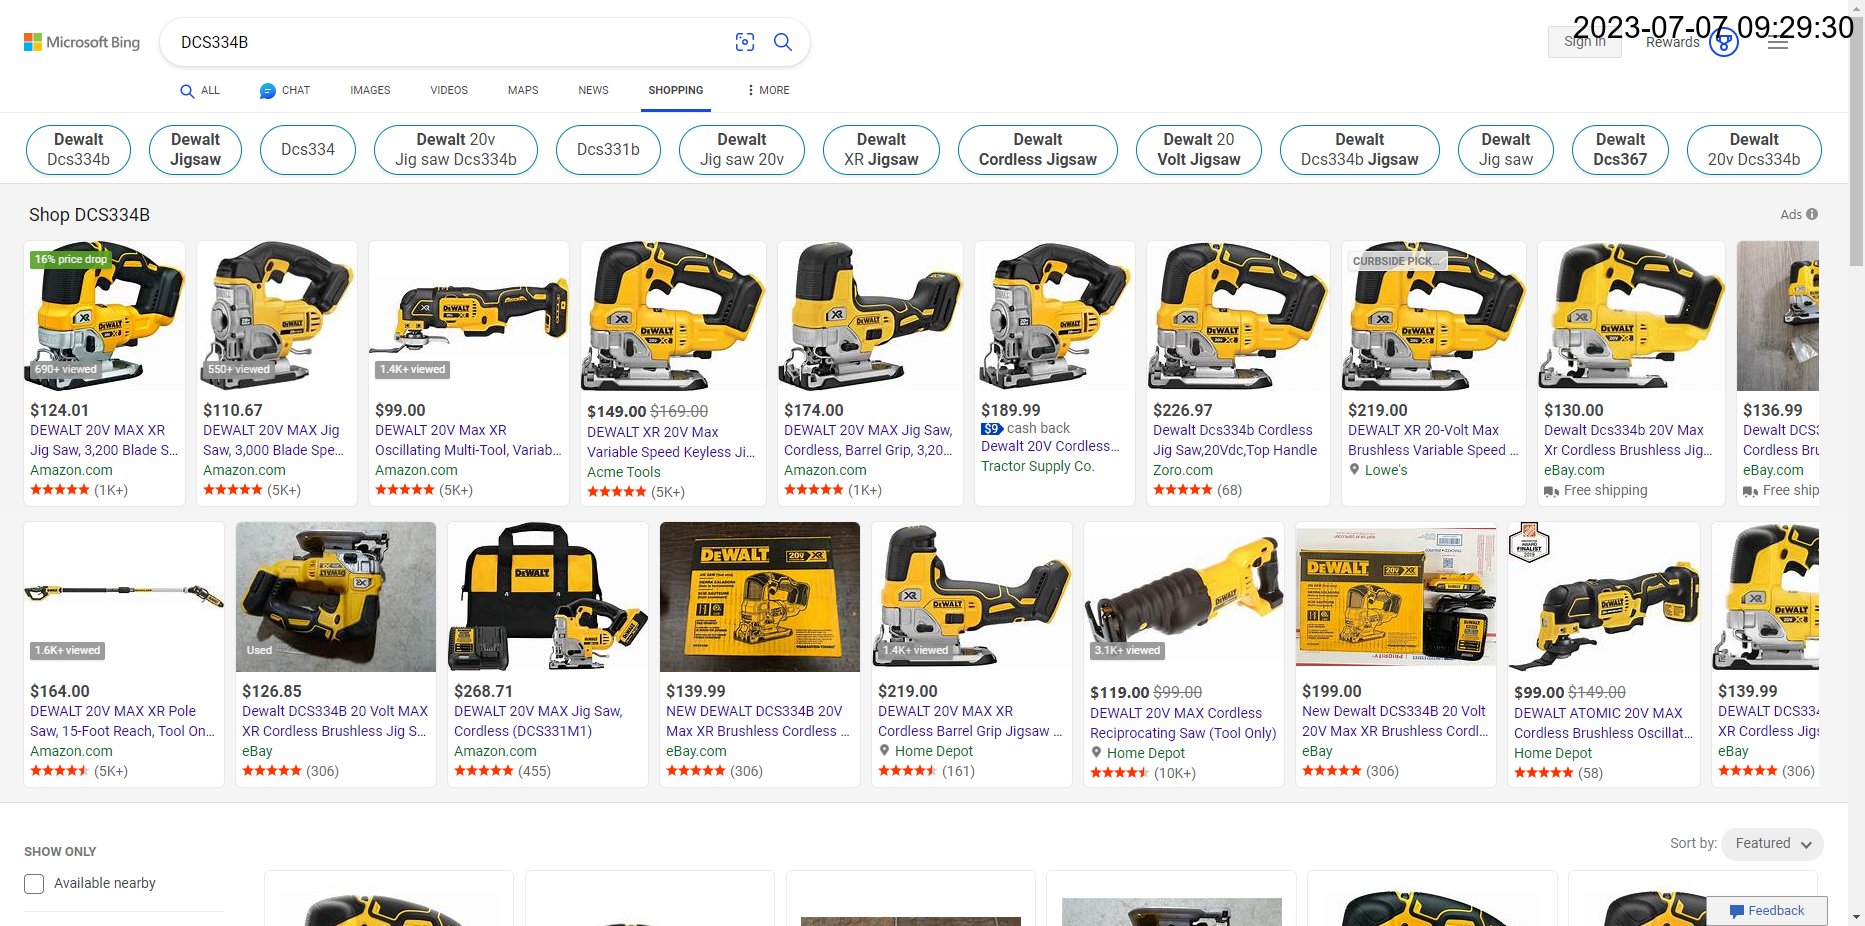 Microsoft Bing
DCS334B
Sign in
Rewards
2023-07-07 09:29:30
ALL
CHAT
IMAGES
VIDEOS
MAPS
NEWS
SHOPPING
MORE
Dewalt
Dcs334b
Dewalt
Jigsaw
Dcs334
Dewalt 20v
Jig saw Dcs334b
Dcs331b
Dewalt
Jig saw 20v
Dewalt
XR Jigsaw
Dewalt
Cordless Jigsaw
Dewalt 20
Volt Jigsaw
Dewalt
Dcs334b Jigsaw
Dewalt
Jig saw
Dewalt
Dcs367
Dewalt
20v Dcs334b
Shop DCS334B
Ads
16% price drop
690+ viewed
$124.01
DEWALT 20V MAX XR
Jig Saw, 3,200 Blade S...
Amazon.com
(1K+)
550+ viewed
$110.67
DEWALT 20V MAX Jig
Saw, 3,000 Blade Spe...
Amazon.com
(5K+)
1.4K+ viewed
$99.00
DEWALT 20V Max XR
Oscillating Multi-Tool, Variab...
Amazon.com
(5K+)
$149.00 $169.00
DEWALT XR 20V Max
Variable Speed Keyless Ji...
Acme Tools
(5K+)
$174.00
DEWALT 20V MAX Jig Saw,
Cordless, Barrel Grip, 3,20...
Amazon.com
(1K+)
$189.99
$9 cash back
Dewalt 20V Cordless...
Tractor Supply Co.
$226.97
Dewalt Dcs334b Cordless
Jig Saw,20Vdc,Top Handle
Zoro.com
(68)
CURBSIDE PICK...
$219.00
DEWALT XR 20-Volt Max
Brushless Variable Speed ...
Lowe's
$130.00
Dewalt Dcs334b 20V Max
Xr Cordless Brushless Jig...
eBay.com
Free shipping
$136.99
Dewalt DCS3
Cordless Br
eBay.com
Free ship
1.6K+ viewed
$164.00
DEWALT 20V MAX XR Pole
Saw, 15-Foot Reach, Tool On...
Amazon.com
(5K+)
Used
$126.85
Dewalt DCS334B 20 Volt MAX
XR Cordless Brushless Jig S...
eBay
(306)
DEWALT
$268.71
DEWALT 20V MAX Jig Saw,
Cordless (DCS331M1)
Amazon.com
(455)
DEWALT 20V XR
$139.99
NEW DEWALT DCS334B 20V
Max XR Brushless Cordless ...
eBay.com
(306)
1.4K+ viewed
$219.00
DEWALT 20V MAX XR
Cordless Barrel Grip Jigsaw ...
Home Depot
(161)
3.1K+ viewed
$119.00 $99.00
DEWALT 20V MAX Cordless
Reciprocating Saw (Tool Only)
Home Depot
(10K+)
DEWALT 20V XR
$199.00
New Dewalt DCS334B 20 Volt
20V Max XR Brushless Cordl...
eBay
(306)
FINALIST
$99.00 $149.00
DEWALT ATOMIC 20V MAX
Cordless Brushless Oscillat...
Home Depot
(58)
$139.99
DEWALT DCS334
XR Cordless Jigs
eBay
(306)
SHOW ONLY
Available nearby
Sort by: Featured
Feedback